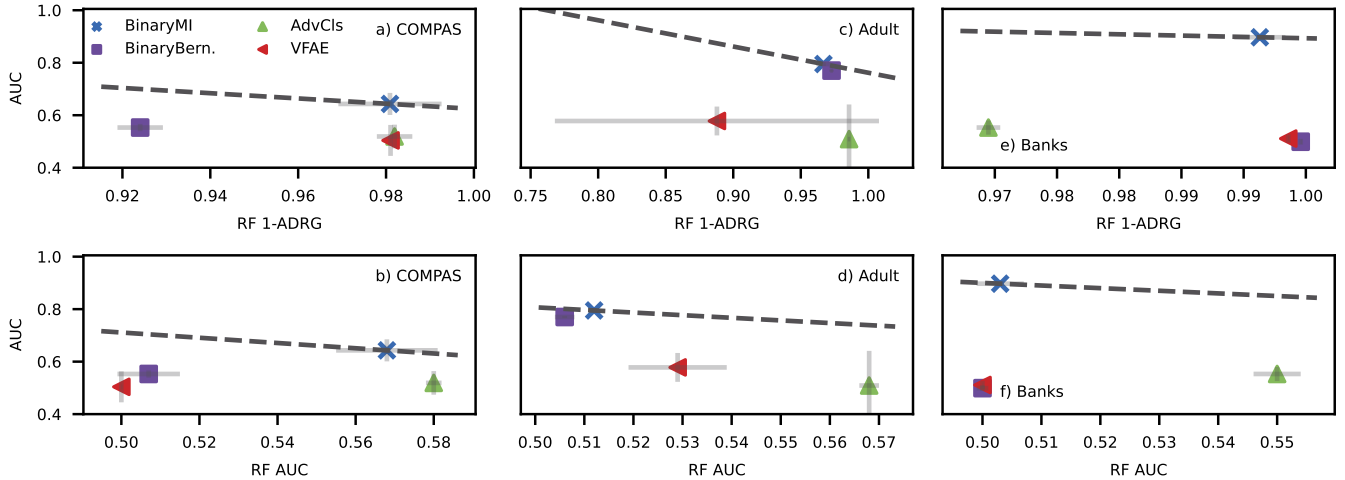 1.0
0.8
0.6
0.4
AUC
BinaryMI
BinaryBern.
AdvCls
VFAE
a) COMPAS
0.92 0.94 0.96 0.98 1.00
RF 1-ADRG
c) Adult
0.75 0.80 0.85 0.90 0.95 1.00
RF 1-ADRG
e) Banks
0.97 0.98 0.98 0.99 0.99 1.00
RF 1-ADRG
1.0
0.8
0.6
0.4
AUC
b) COMPAS
0.50 0.52 0.54 0.56 0.58
RF AUC
d) Adult
0.50 0.51 0.52 0.53 0.54 0.55 0.56 0.57
RF AUC
f) Banks
0.50 0.51 0.52 0.53 0.54 0.55
RF AUC